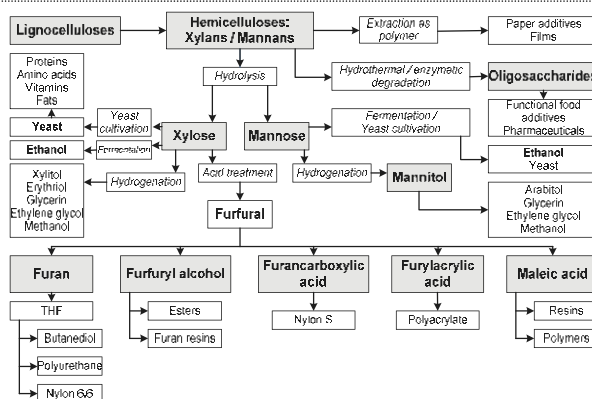 Lignocelluloses
Hemicelluloses:
Xylans / Mannans
Extraction as
polymer
Paper additives
Films
Proteins
Amino acids
Vitamins
Fats
Hydrolysis
Hydrothermal / enzymatic
degradation
Oligosaccharides
Functional food
additives
Pharmaceuticals
Yeast
Yeast
cultivation
Xylose
Mannose
Fermentation /
Yeast cultivation
Ethanol
Fermentation
Ethanol
Yeast
Xylitol
Erythriol
Glycerin
Ethylene glycol
Methanol
Hydrogenation
Acid treatment
Hydrogenation
Mannitol
Arabitol
Glycerin
Ethylene glycol
Methanol
Furfural
Furan
Furfuryl alcohol
Furancarboxylic
acid
Furylacrylic
acid
Maleic acid
THF
Esters
Nylon S
Polyacrylate
Resins
Butanediol
Furan resins
Polymers
Polyurethane
Nylon 6,6